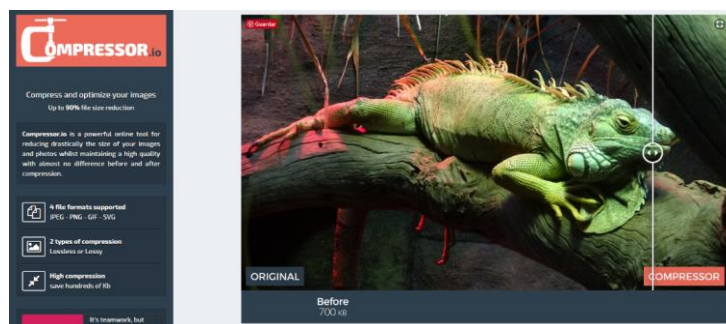 COMPRESSOR.io
Compress and optimize your images
Up to 90% file size reduction
Compressor.io is a powerful online tool for
reducing drastically the size of your images
and photos whilst maintaining a high quality
with almost no difference before and after
compression.
4 file formats supported
JPEG - PNG - GIF - SVG
2 types of compression
Lossless or Lossy
High compression
save hundreds of Kb
It's teamwork, but
Guardar
ORIGINAL
COMPRESSOR
Before
700 KB